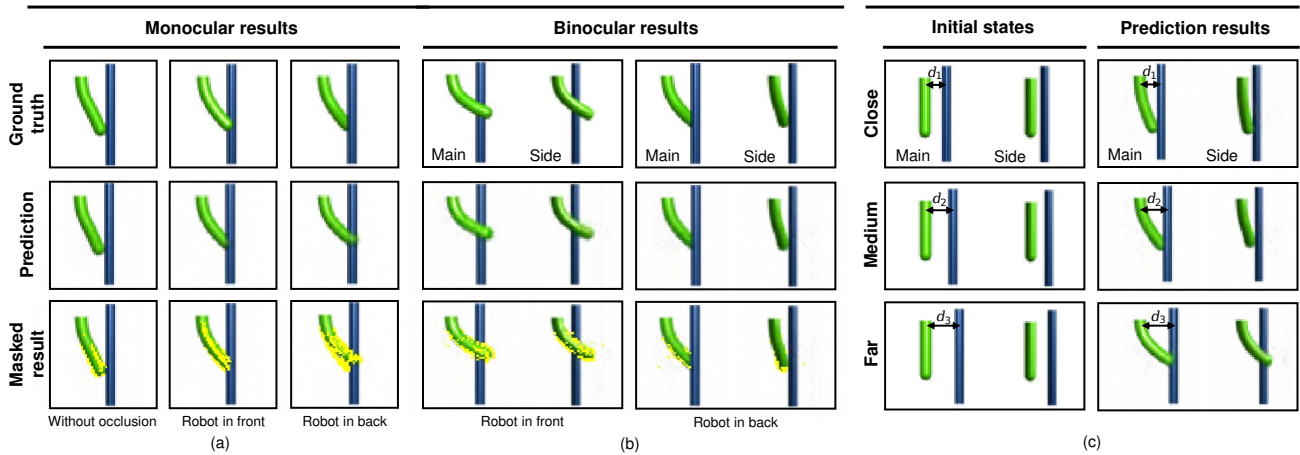 Monocular results
Binocular results
Initial states
Prediction results
Ground truth
Main Side Main Side
Prediction
Masked result
Without occlusion Robot in front Robot in back
Robot in front Robot in back
(a)
(b)
Close
d₁ d₁
Main Side Main Side
Medium
d₂ d₂
Far
d₃ d₃
(c)